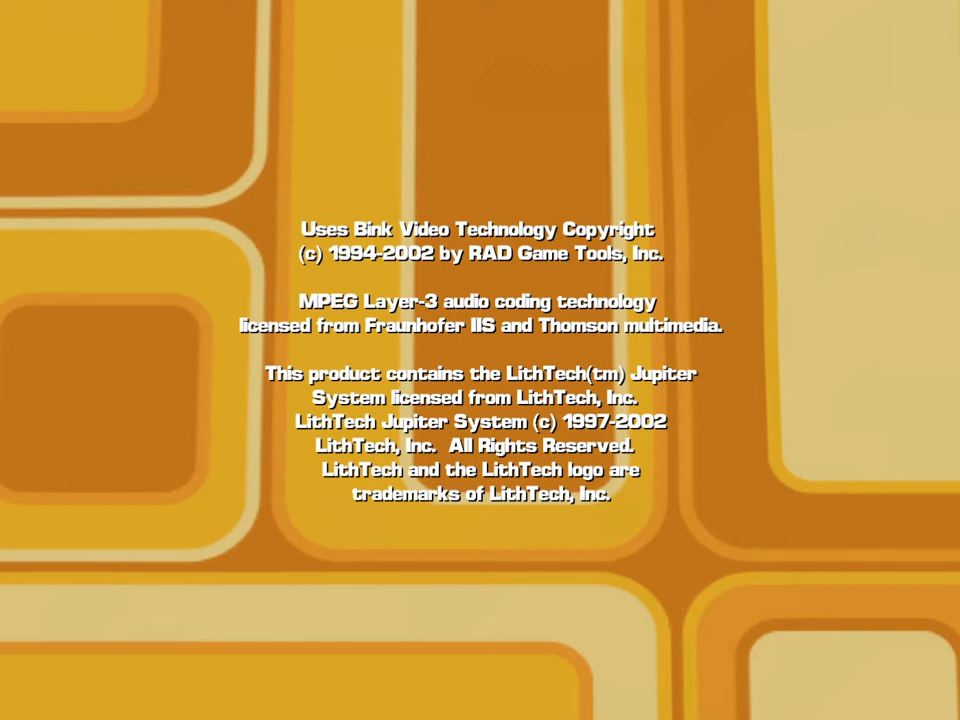 Uses Bink Video Technology Copyright
(c) 1994-2002 by RAD Game Tools, Inc.
MPEG Layer-3 audio coding technology
licensed from Fraunhofer IIS and Thomson multimedia.
This product contains the LithTech(tm) Jupiter
System licensed from LithTech, Inc.
LithTech Jupiter System (c) 1997-2002
LithTech, Inc.  All Rights Reserved.
LithTech and the LithTech logo are
trademarks of LithTech, Inc.